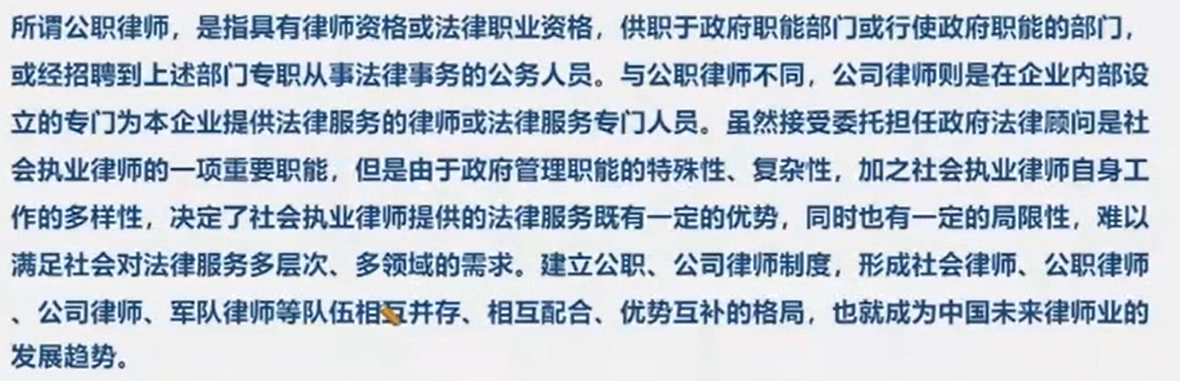 所谓公职律师，是指具有律师资格或法律职业资格，供职于政府职能部门或行使政府职能的部门，
或经招聘到上述部门专职从事法律事务的公务人员。与公职律师不同，公司律师则是在企业内部设
立的专门为本企业提供法律服务的律师或法律服务专门人员。虽然接受委托担任政府法律顾问是社
会执业律师的一项重要职能，但是由于政府管理职能的特殊性、复杂性，加之社会执业律师自身工
作的多样性，决定了社会执业律师提供的法律服务既有一定的优势，同时也有一定的局限性，难以
满足社会对法律服务多层次、多领域的需求。建立公职、公司律师制度，形成社会律师、公职律师
、公司律师、军队律师等队伍相互并存、相互配合、优势互补的格局，也就成为中国未来律师业的
发展趋势。